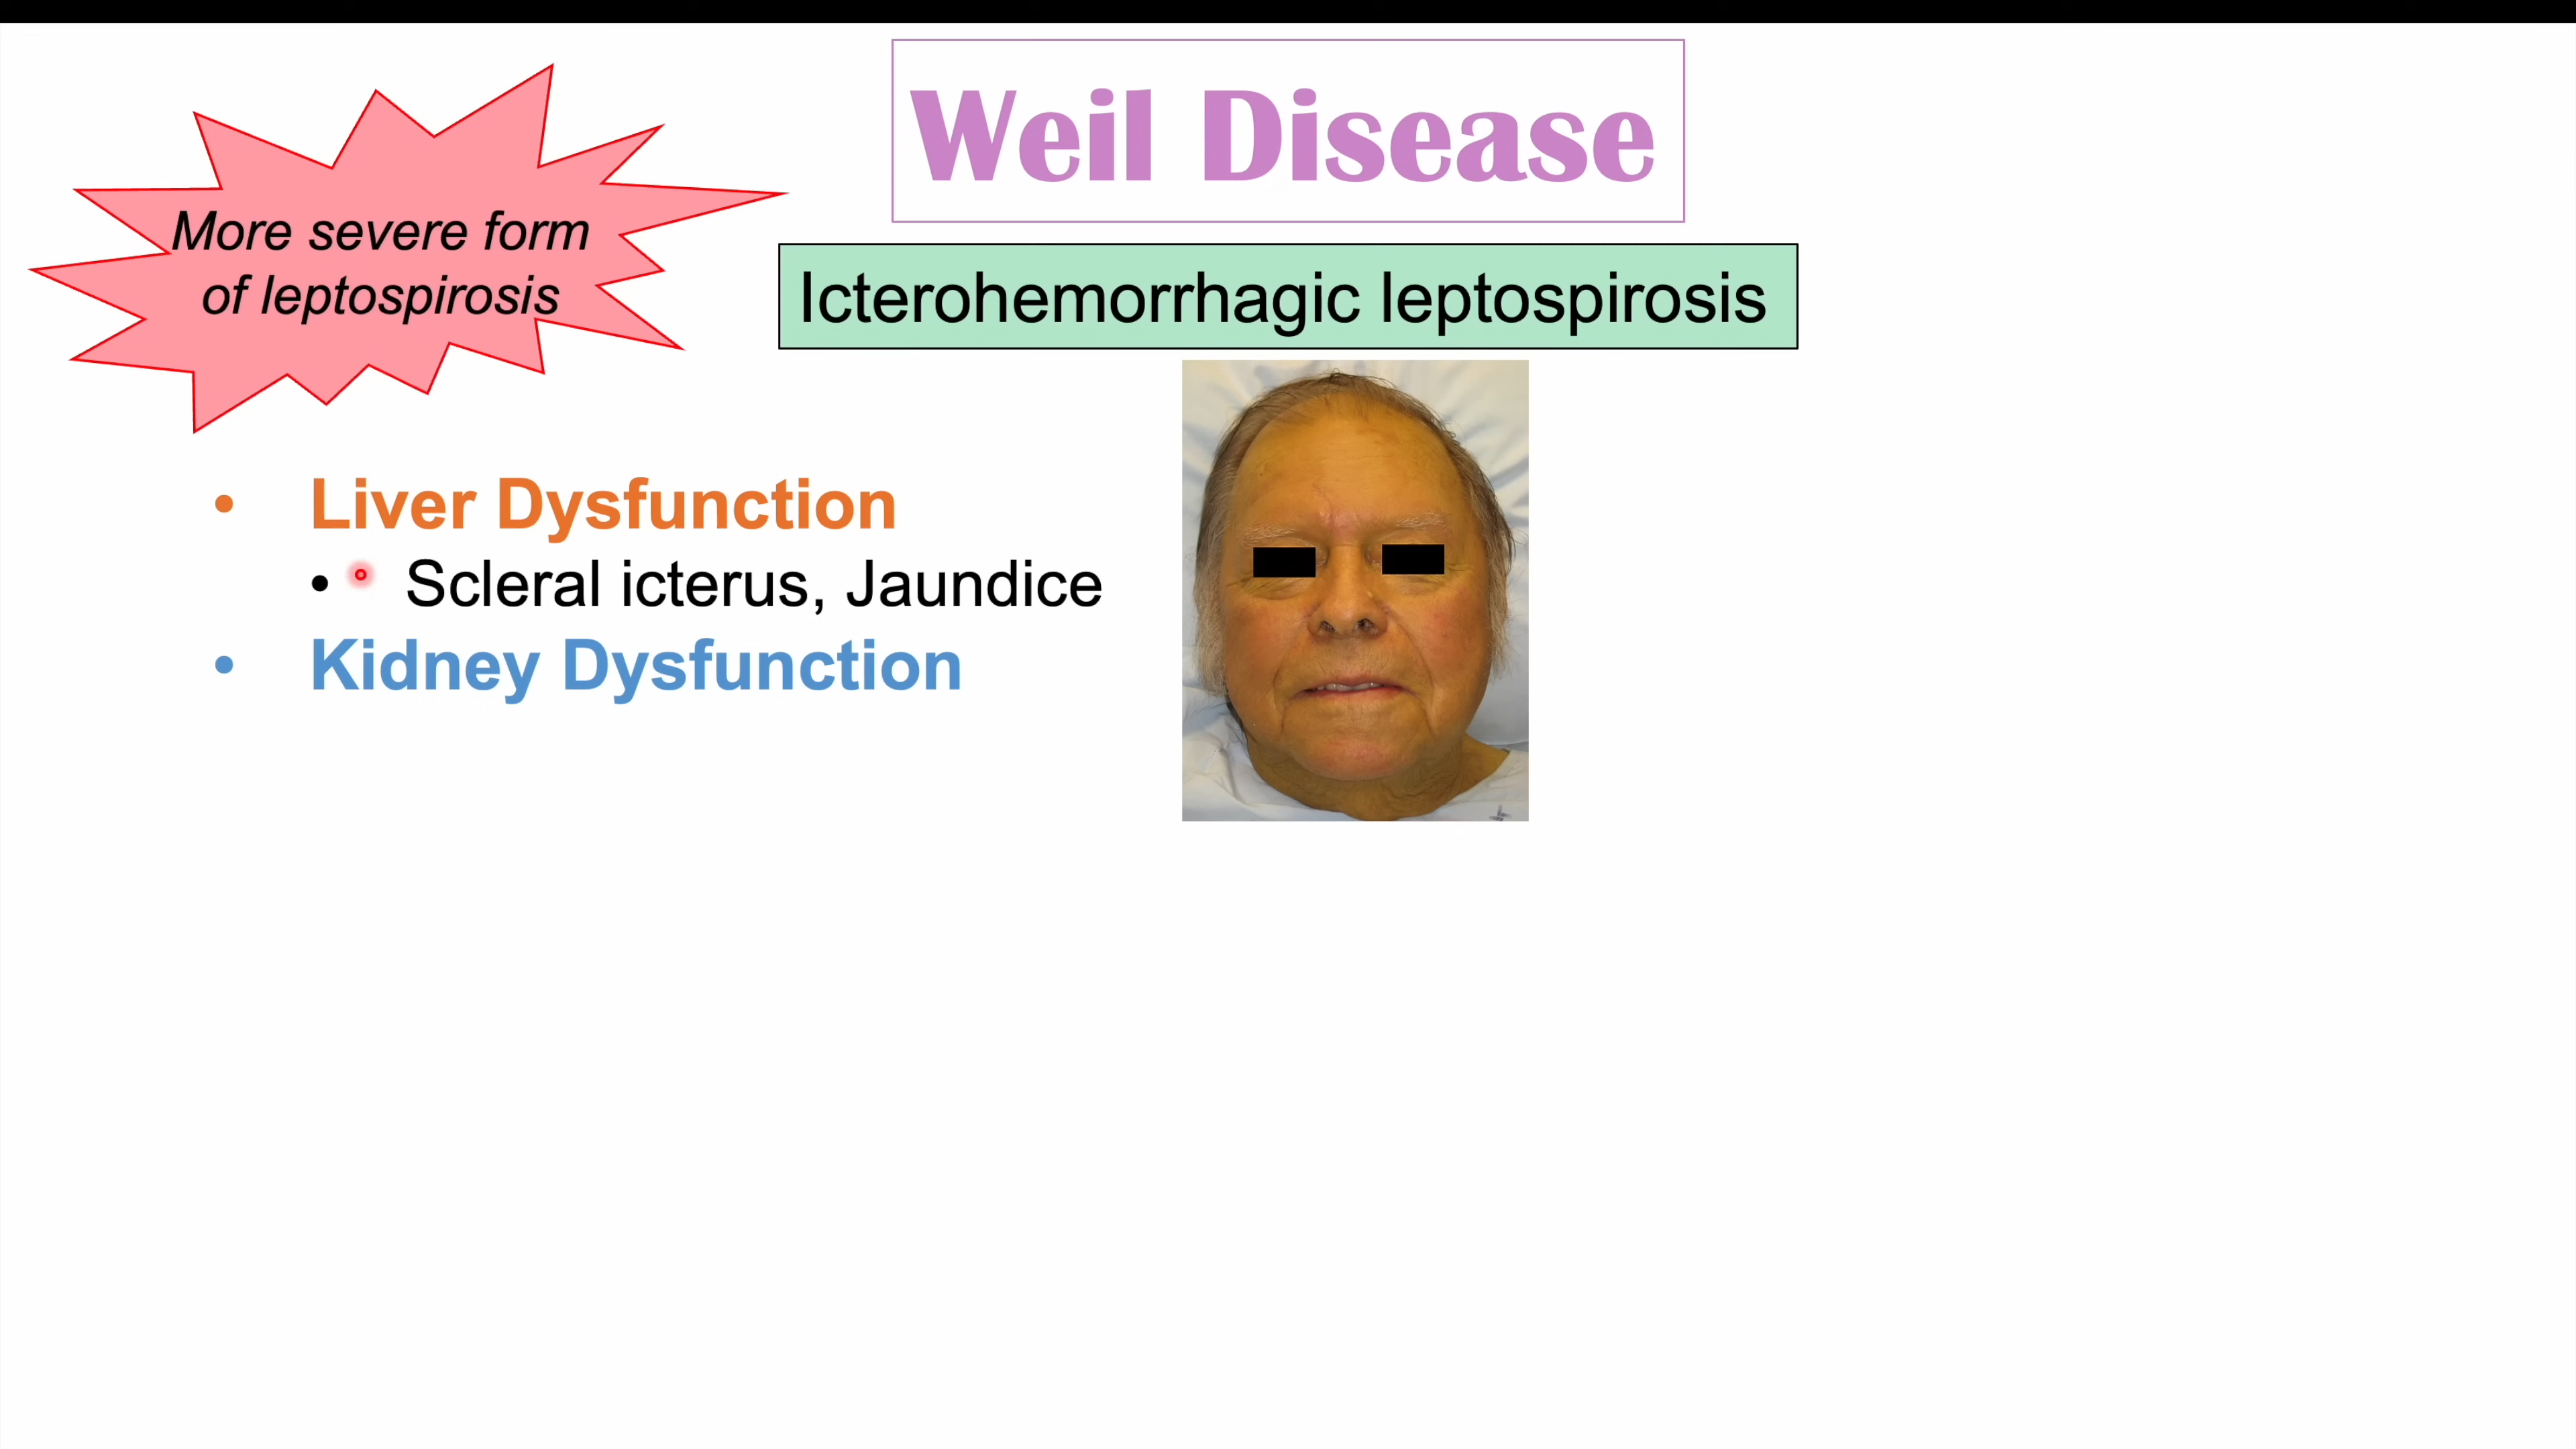 Weil Disease
More severe form
of leptospirosis
Icterohemorrhagic leptospirosis
• Liver Dysfunction
• Scleral icterus, Jaundice
• Kidney Dysfunction